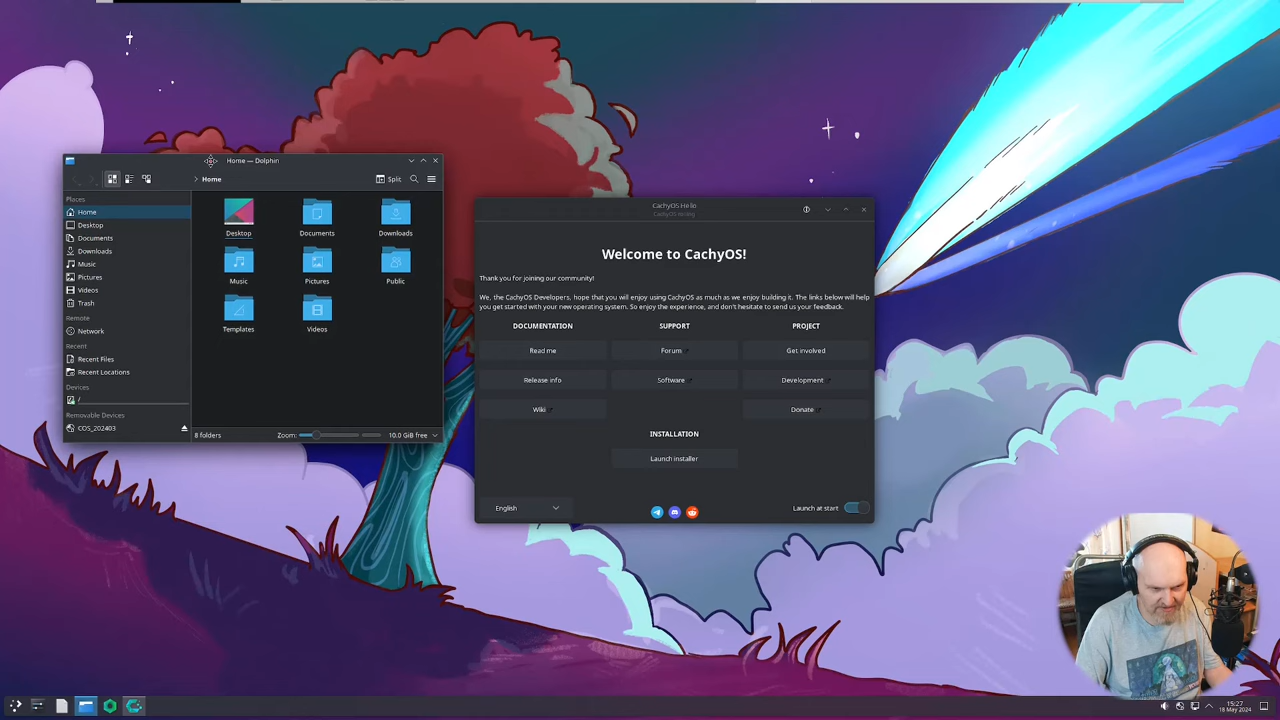 Home — Dolphin
Split
Home
Places
Home
Desktop
Documents
Downloads
Music
Pictures
Videos
Trash
Remote
Network
Recent
Recent Files
Recent Locations
Devices
/
Removable Devices
COS_202403
Desktop
Documents
Downloads
Music
Pictures
Public
Templates
Videos
8 folders
Zoom:
10.0 GiB free
CachyOS Hello
CachyOS rolling
Welcome to CachyOS!
Thank you for joining our community!
We, the CachyOS Developers, hope that you will enjoy using CachyOS as much as we enjoy building it. The links below will help
you get started with your new operating system. So enjoy the experience, and don't hesitate to send us your feedback.
DOCUMENTATION
SUPPORT
PROJECT
Read me
Forum
Get involved
Release info
Software
Development
Wiki
Donate
INSTALLATION
Launch installer
English
Launch at start
15:27
18 May 2024